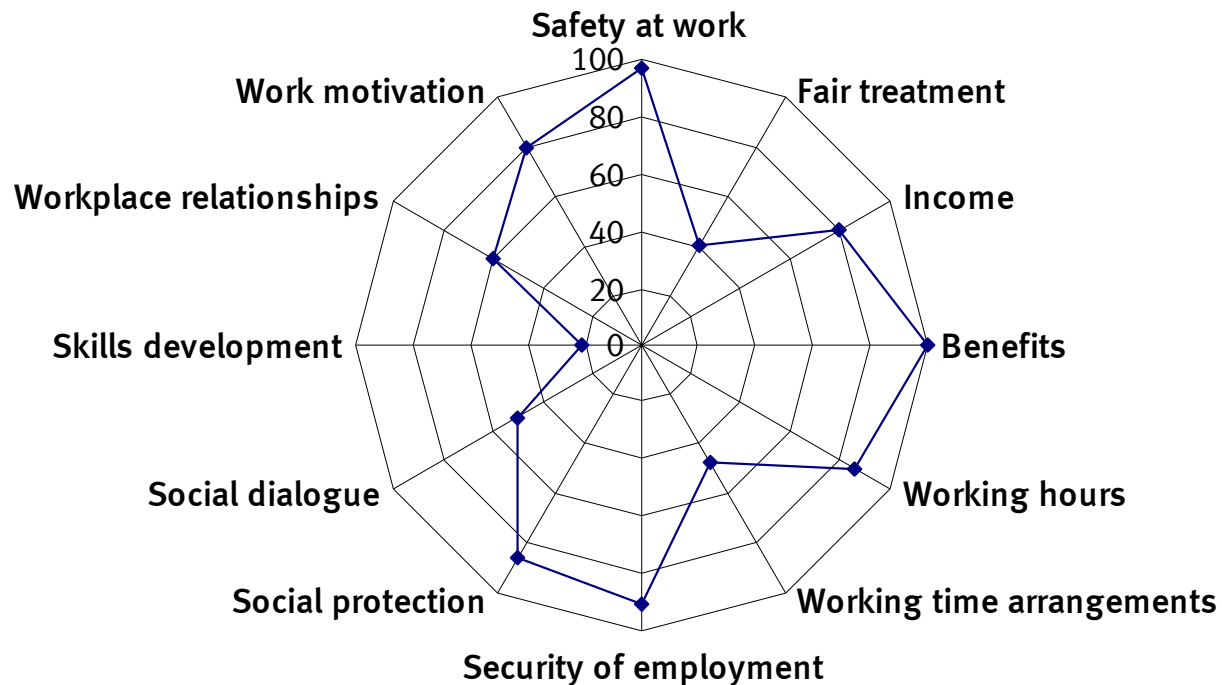 Safety at work
100
Work motivation
Fair treatment
80
60
Workplace relationships
Income
40
20
Skills development
0
Benefits
Social dialogue
Working hours
Social protection
Working time arrangements
Security of employment